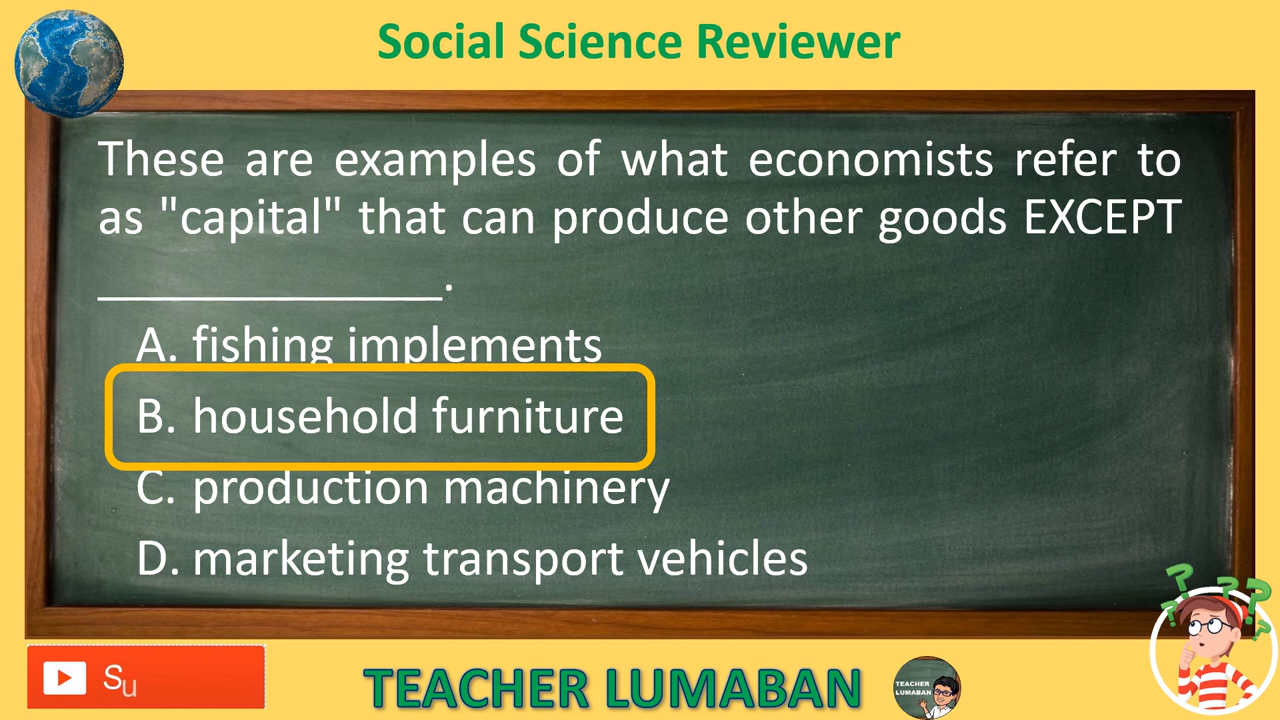 Social Science Reviewer
These are examples of what economists refer to
as "capital" that can produce other goods EXCEPT
______________.
A. fishing implements
B. household furniture
C. production machinery
D. marketing transport vehicles
Su
TEACHER LUMABAN
TEACHER
LUMABAN